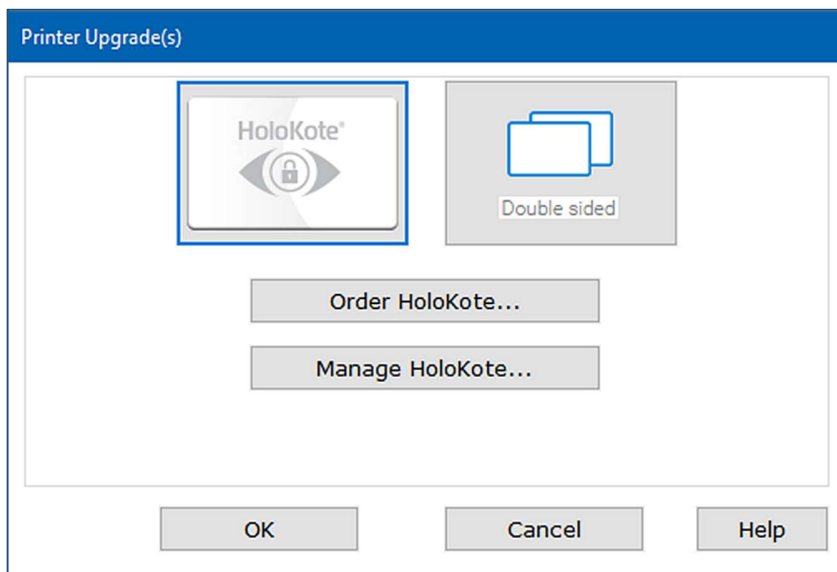 Printer Upgrade(s)
HoloKote®
Double sided
Order HoloKote...
Manage HoloKote...
OK
Cancel
Help